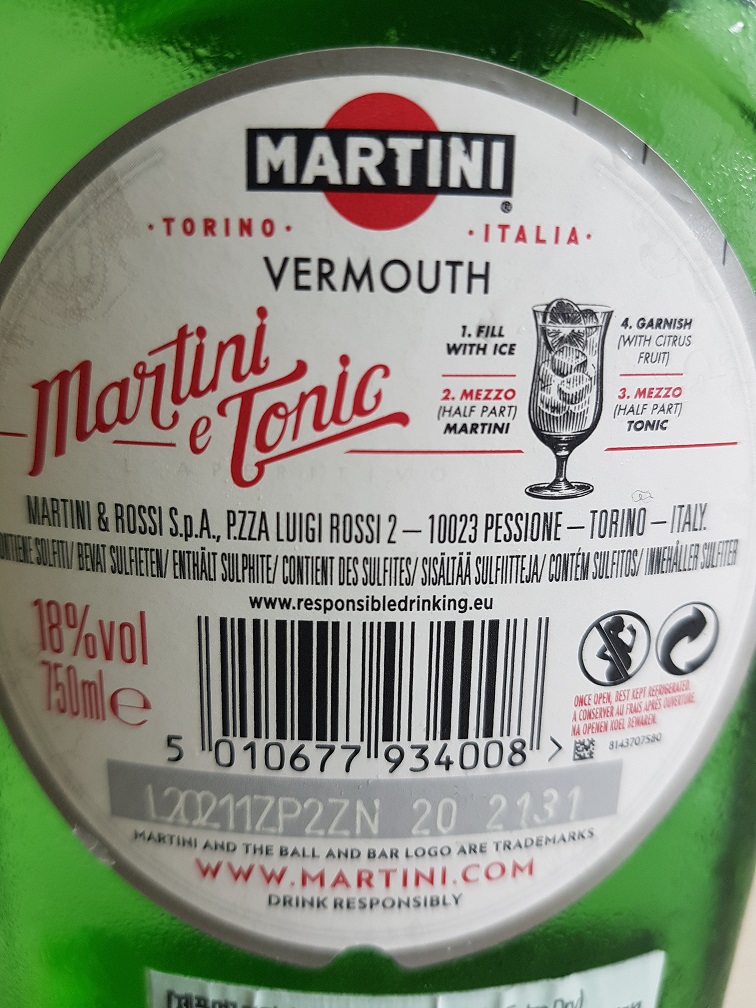 MARTINI
®
· TORINO · · ITALIA ·
VERMOUTH
Martini
e Tonic
1. FILL
WITH ICE
2. MEZZO
(HALF PART)
MARTINI
4. GARNISH
(WITH CITRUS
FRUIT)
3. MEZZO
(HALF PART)
TONIC
L'APERITIVO
MARTINI & ROSSI S.p.A., P.ZZA LUIGI ROSSI 2 – 10023 PESSIONE – TORINO – ITALY.
CONTIENE SOLFITI/ BEVAT SULFIETEN/ ENTHÄLT SULPHITE/ CONTIENT DES SULFITES/ SISÄLTÄÄ SULFIITTEJA/ CONTÉM SULFITOS/ INNEHÅLLER SULFITER
www.responsibledrinking.eu
18%vol
750ml e
ONCE OPEN, BEST KEPT REFRIGERATED.
A CONSERVER AU FRAIS APRÈS OUVERTURE.
NA OPENEN KOEL BEWAREN.
8143707580
5 010677 934008 >
L20211ZP2ZN 20 2131
MARTINI AND THE BALL AND BAR LOGO ARE TRADEMARKS
WWW.MARTINI.COM
DRINK RESPONSIBLY
Dry)